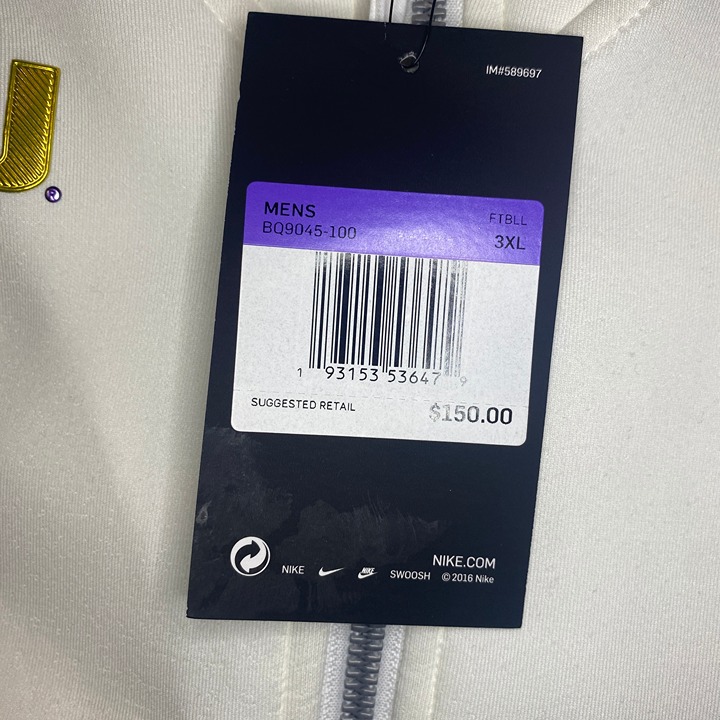 IM#589697
MENS FTBLL
BQ9045-100 3XL
1 93153 53647 9
SUGGESTED RETAIL $150.00
NIKE.COM
NIKE SWOOSH © 2016 Nike
®